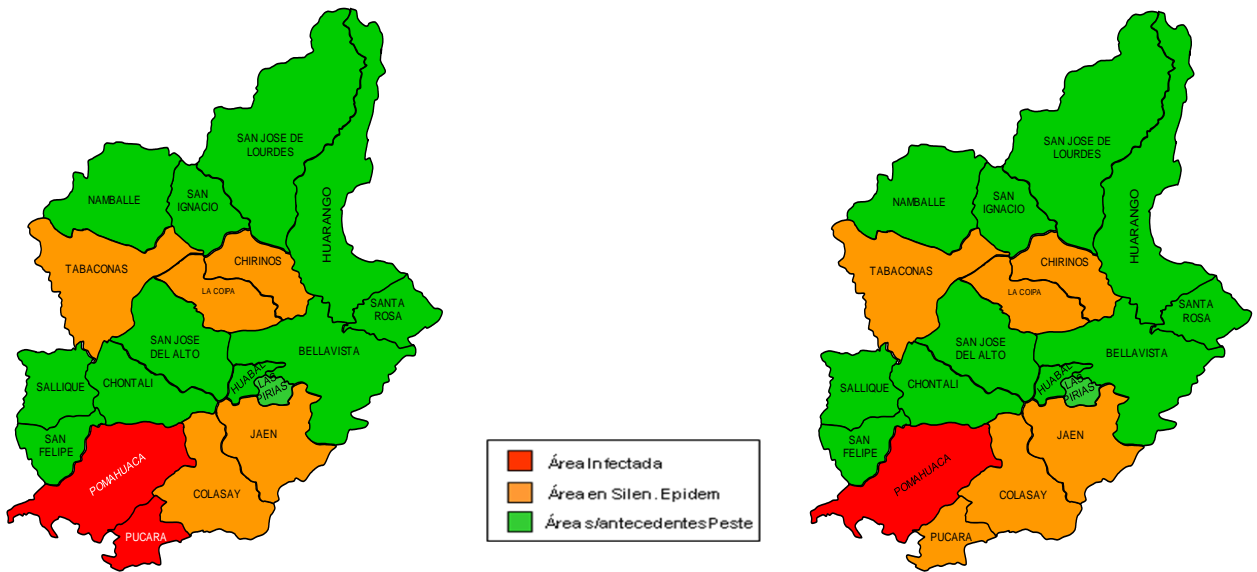 SAN JOSE DE
LOURDES
HUARANGO
NAMBALLE
SAN
IGNACIO
TABACONAS
CHIRINOS
LA COIPA
SANTA
ROSA
SAN JOSE
DEL ALTO
BELLAVISTA
HUABAL
LAS
PIRIAS
SALLIQUE
CHONTALI
SAN
FELIPE
JAEN
POMAHUACA
COLASAY
PUCARA
Área Infectada
Área en Silen. Epidem
Área s/antecedentes Peste
SAN JOSE DE
LOURDES
HUARANGO
NAMBALLE
SAN
IGNACIO
TABACONAS
CHIRINOS
LA COIPA
SANTA
ROSA
SAN JOSE
DEL ALTO
BELLAVISTA
HUABAL
LAS
PIRIAS
SALLIQUE
CHONTALI
SAN
FELIPE
JAEN
POMAHUACA
COLASAY
PUCARA